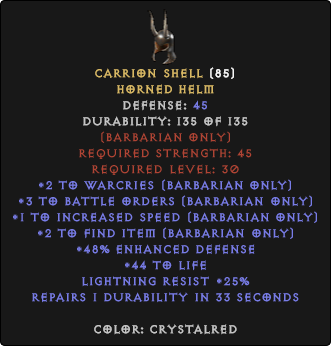 CARRION SHELL (85)
HORNED HELM
DEFENSE: 45
DURABILITY: 135 OF 135
(BARBARIAN ONLY)
REQUIRED STRENGTH: 45
REQUIRED LEVEL: 30
+2 TO WARCRIES (BARBARIAN ONLY)
+3 TO BATTLE ORDERS (BARBARIAN ONLY)
+1 TO INCREASED SPEED (BARBARIAN ONLY)
+2 TO FIND ITEM (BARBARIAN ONLY)
+48% ENHANCED DEFENSE
+44 TO LIFE
LIGHTNING RESIST +25%
REPAIRS 1 DURABILITY IN 33 SECONDS
COLOR: CRYSTALRED